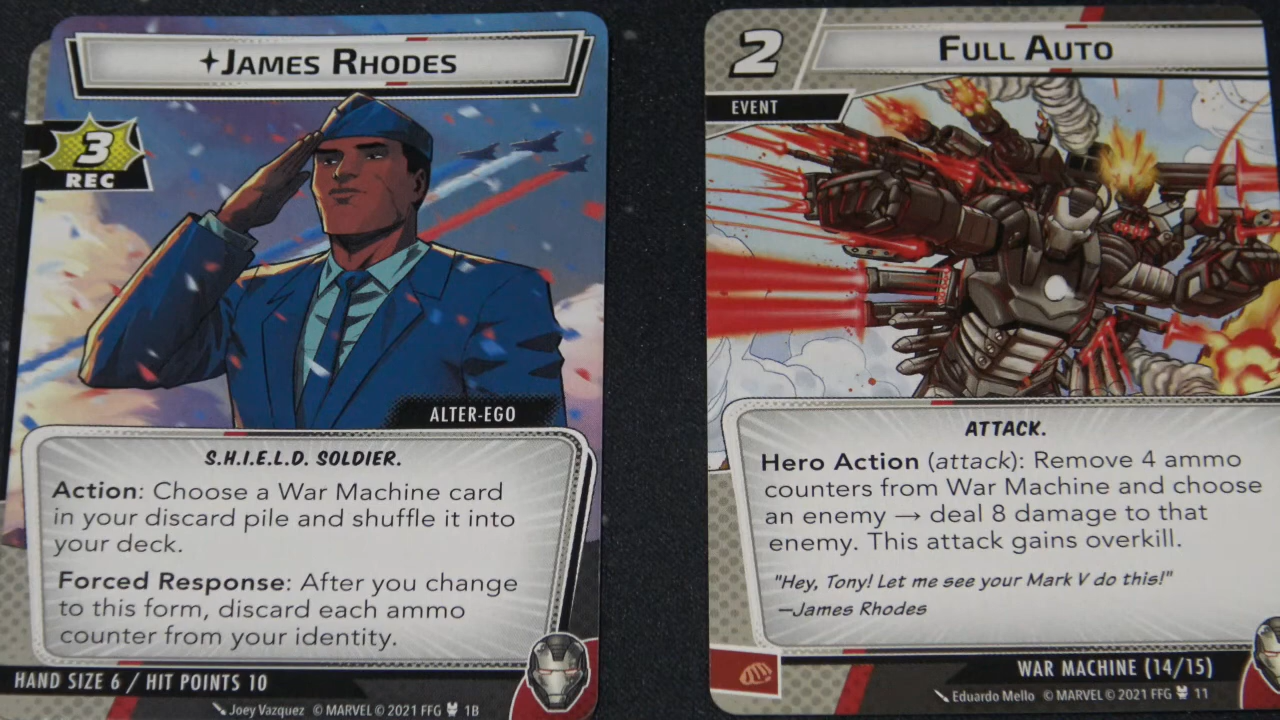 JAMES RHODES
3
REC
ALTER-EGO
S.H.I.E.L.D. SOLDIER.
Action: Choose a War Machine card
in your discard pile and shuffle it into
your deck.
Forced Response: After you change
to this form, discard each ammo
counter from your identity.
HAND SIZE 6 / HIT POINTS 10
Joey Vazquez © MARVEL © 2021 FFG 1B
2
FULL AUTO
EVENT
ATTACK.
Hero Action (attack): Remove 4 ammo
counters from War Machine and choose
an enemy → deal 8 damage to that
enemy. This attack gains overkill.
"Hey, Tony! Let me see your Mark V do this!"
—James Rhodes
WAR MACHINE (14/15)
Eduardo Mello © MARVEL © 2021 FFG 11